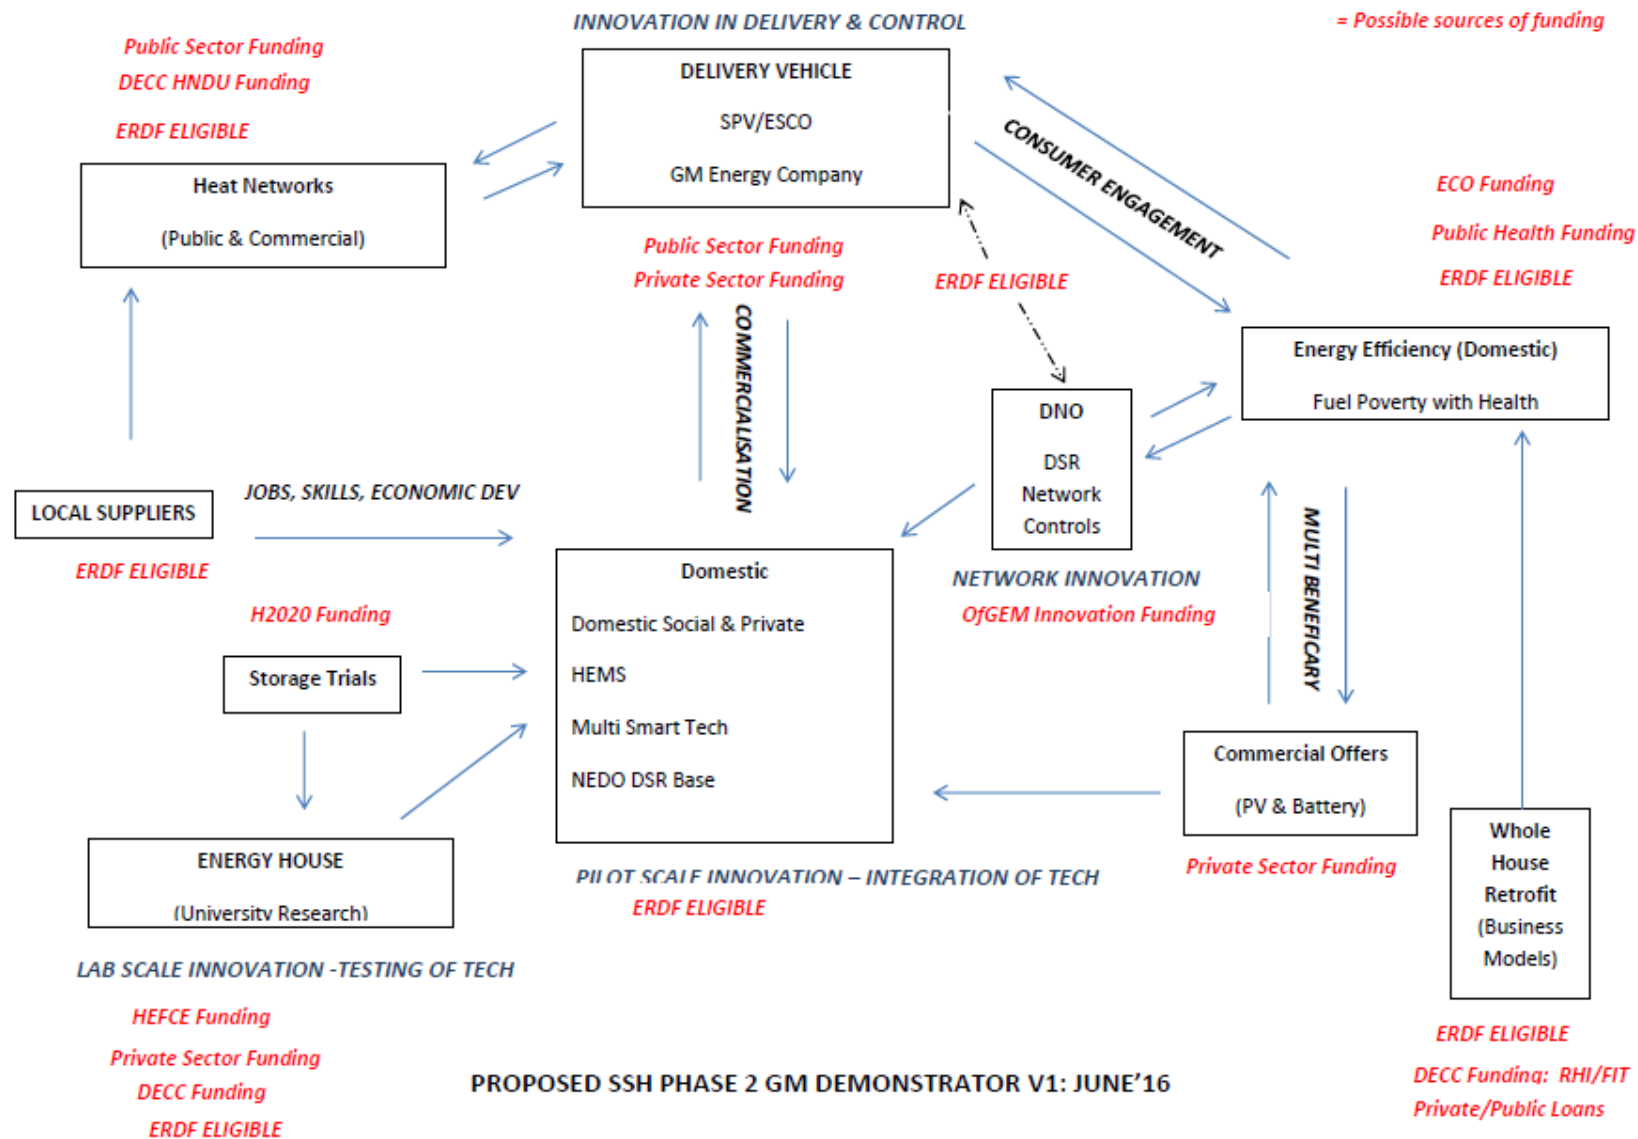 INNOVATION IN DELIVERY & CONTROL
= Possible sources of funding
Public Sector Funding
DECC HNDU Funding
ERDF ELIGIBLE
DELIVERY VEHICLE
SPV/ESCO
GM Energy Company
Heat Networks
(Public & Commercial)
CONSUMER ENGAGEMENT
ECO Funding
Public Health Funding
ERDF ELIGIBLE
Public Sector Funding
Private Sector Funding
ERDF ELIGIBLE
COMMERCIALISATION
Energy Efficiency (Domestic)
Fuel Poverty with Health
DNO
DSR
Network
Controls
LOCAL SUPPLIERS
JOBS, SKILLS, ECONOMIC DEV
ERDF ELIGIBLE
NETWORK INNOVATION
OfGEM Innovation Funding
MULTI BENEFICARY
H2020 Funding
Storage Trials
Domestic
Domestic Social & Private
HEMS
Multi Smart Tech
NEDO DSR Base
Commercial Offers
(PV & Battery)
Private Sector Funding
Whole
House
Retrofit
(Business
Models)
ENERGY HOUSE
(University Research)
PILOT SCALE INNOVATION – INTEGRATION OF TECH
ERDF ELIGIBLE
LAB SCALE INNOVATION -TESTING OF TECH
HEFCE Funding
Private Sector Funding
DECC Funding
ERDF ELIGIBLE
ERDF ELIGIBLE
DECC Funding: RHI/FIT
Private/Public Loans
PROPOSED SSH PHASE 2 GM DEMONSTRATOR V1: JUNE'16